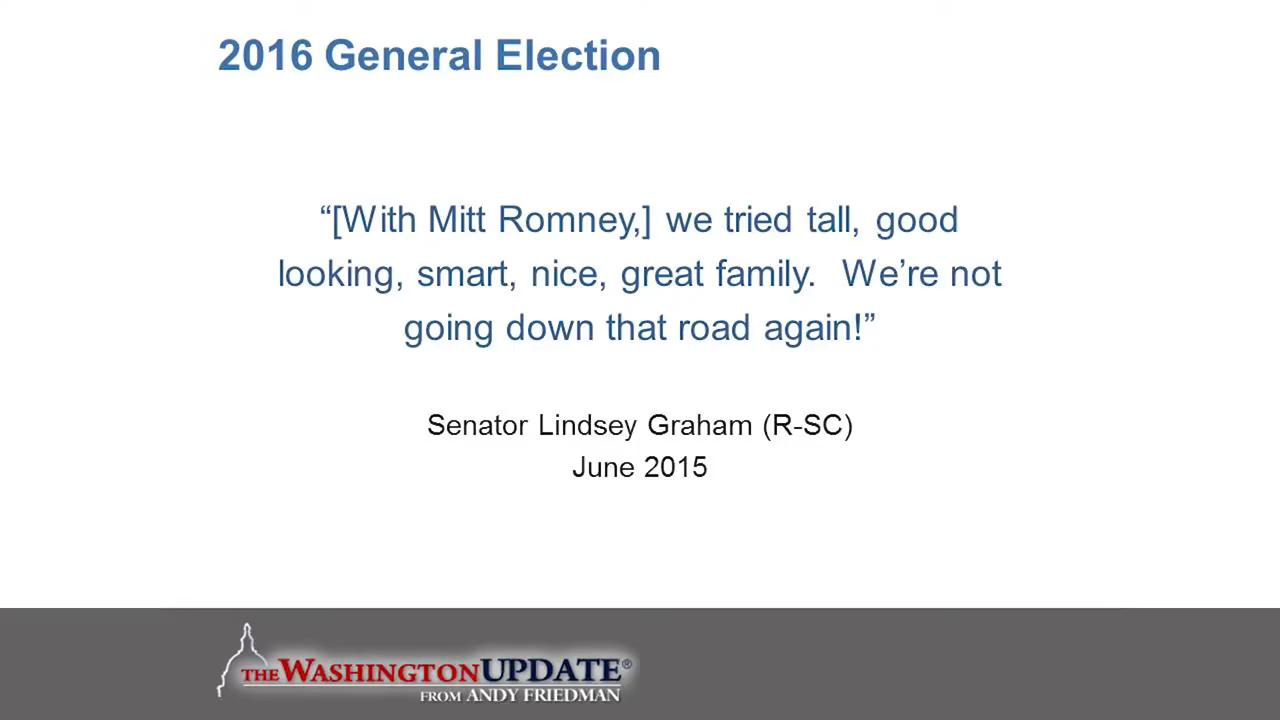 2016 General Election
“[With Mitt Romney,] we tried tall, good
looking, smart, nice, great family.  We’re not
going down that road again!”
Senator Lindsey Graham (R-SC)
June 2015
THE WASHINGTON UPDATE®
FROM ANDY FRIEDMAN